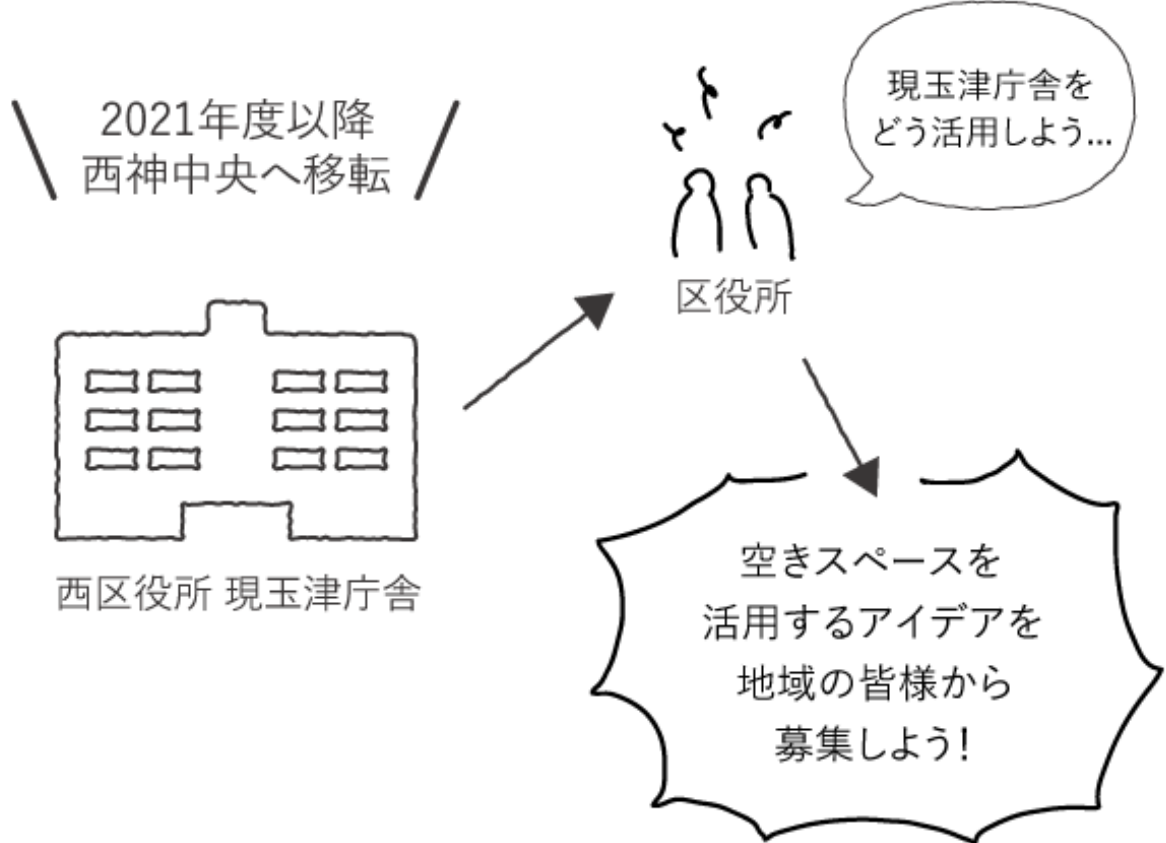 2021年度以降
西神中央へ移転
西区役所 現玉津庁舎
現玉津庁舎を
どう活用しよう...
区役所
空きスペースを
活用するアイデアを
地域の皆様から
募集しよう!